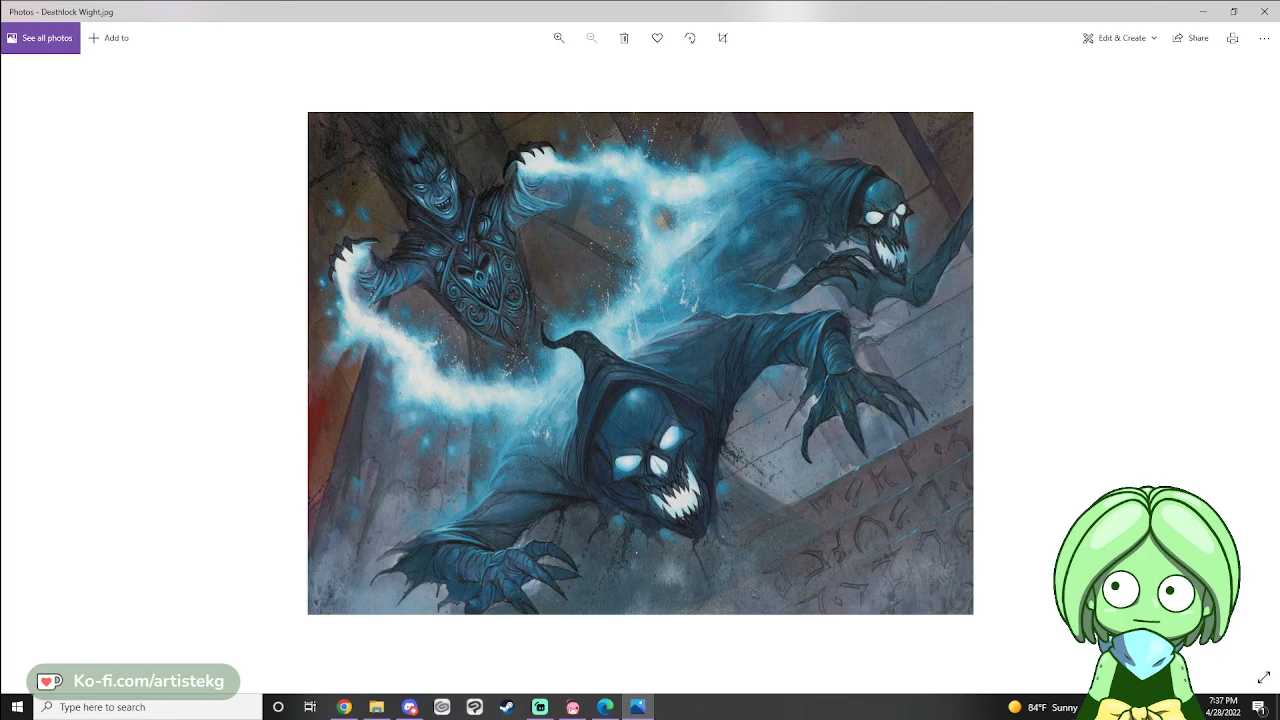 Photos - Deathlock Wight.jpg
See all photos
Add to
Edit & Create
Share
Ko-fi.com/artistekg
Type here to search
84°F Sunny
7:37 PM
4/28/2022